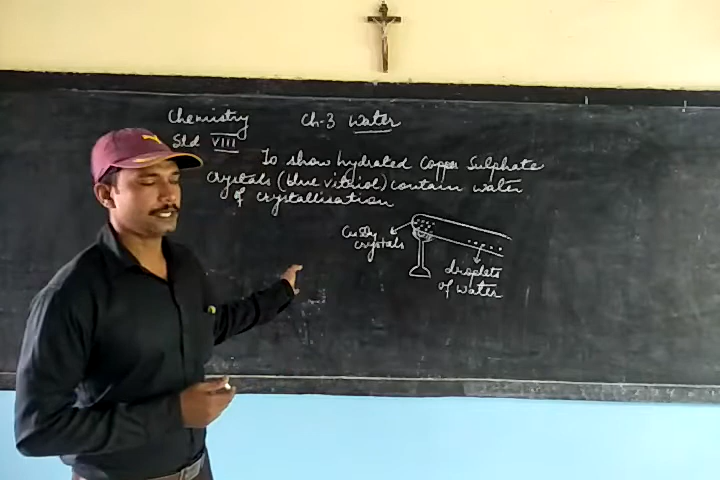 Chemistry Ch-3 Water
Std VIII
To show hydrated Copper Sulphate
Crystals (blue vitriol) contain water
of crystallisation
CuSO4
crystals
droplets
of water